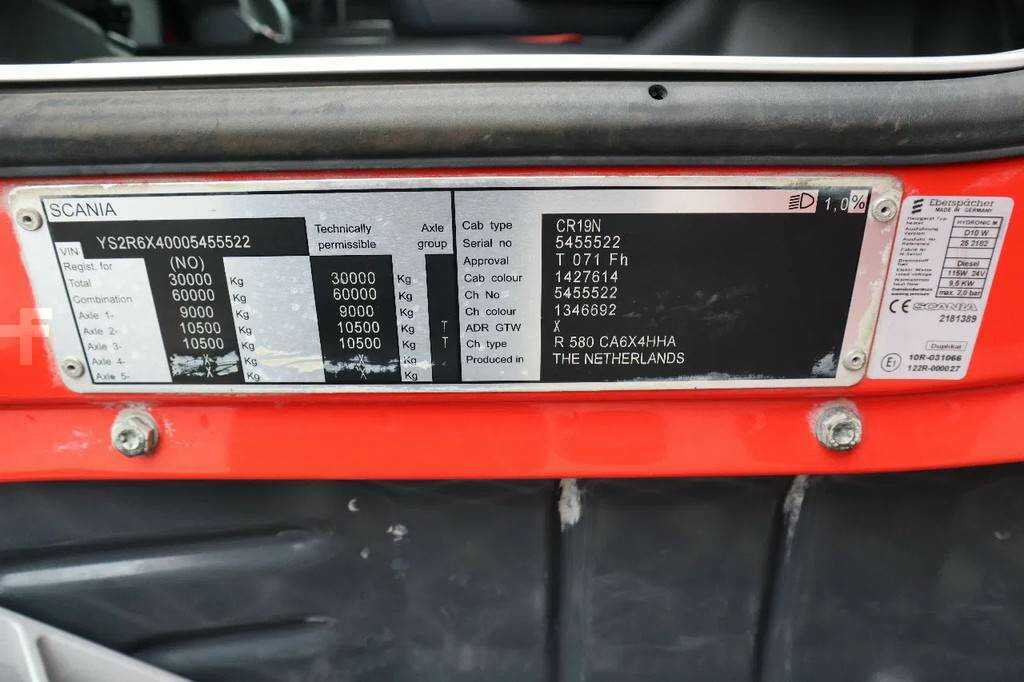 SCANIA
1,0%
VIN YS2R6X40005455522
Technically permissible
Axle group
Regist. for (NO)
Total 30000 Kg 30000 Kg
Combination 60000 Kg 60000 Kg
Axle 1- 9000 Kg 9000 Kg
Axle 2- 10500 Kg 10500 Kg T
Axle 3- 10500 Kg 10500 Kg T
Axle 4- X Kg X Kg
Axle 5- X Kg X Kg
Cab type CR19N
Serial no 5455522
Approval T 071 Fh
Cab colour 1427614
Ch No 5455522
Ch colour 1346692
ADR GTW X
Ch type R 580 CA6X4HHA
Produced in THE NETHERLANDS
Eberspächer
MADE IN GERMANY
HYDRONIC M
Ausführung
Version D10 W
Diesel
115W 24V
9,5 KW
max. 2,0 bar
CE SCANIA
2181389
Duplikat
E1 10R-031066
122R-000027